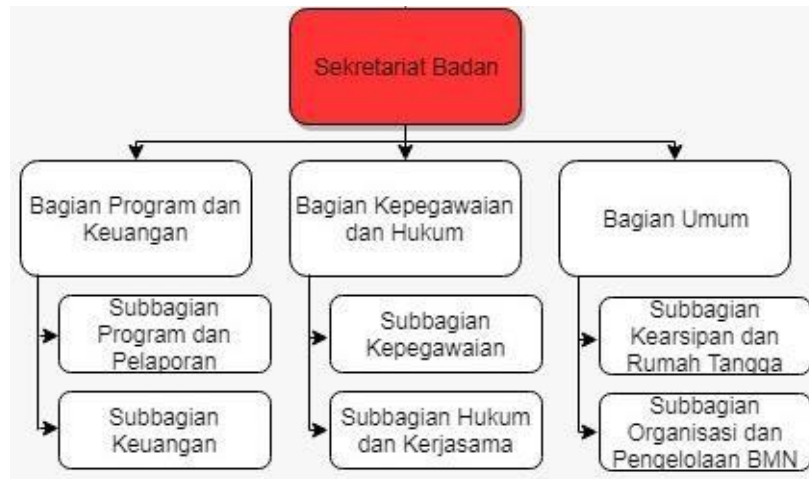 Sekretariat Badan
Bagian Program dan
Keuangan
Bagian Kepegawaian
dan Hukum
Bagian Umum
Subbagian
Program dan
Pelaporan
Subbagian
Kepegawaian
Subbagian
Kearsipan dan
Rumah Tangga
Subbagian
Keuangan
Subbagian Hukum
dan Kerjasama
Subbagian
Organisasi dan
Pengelolaan BMN